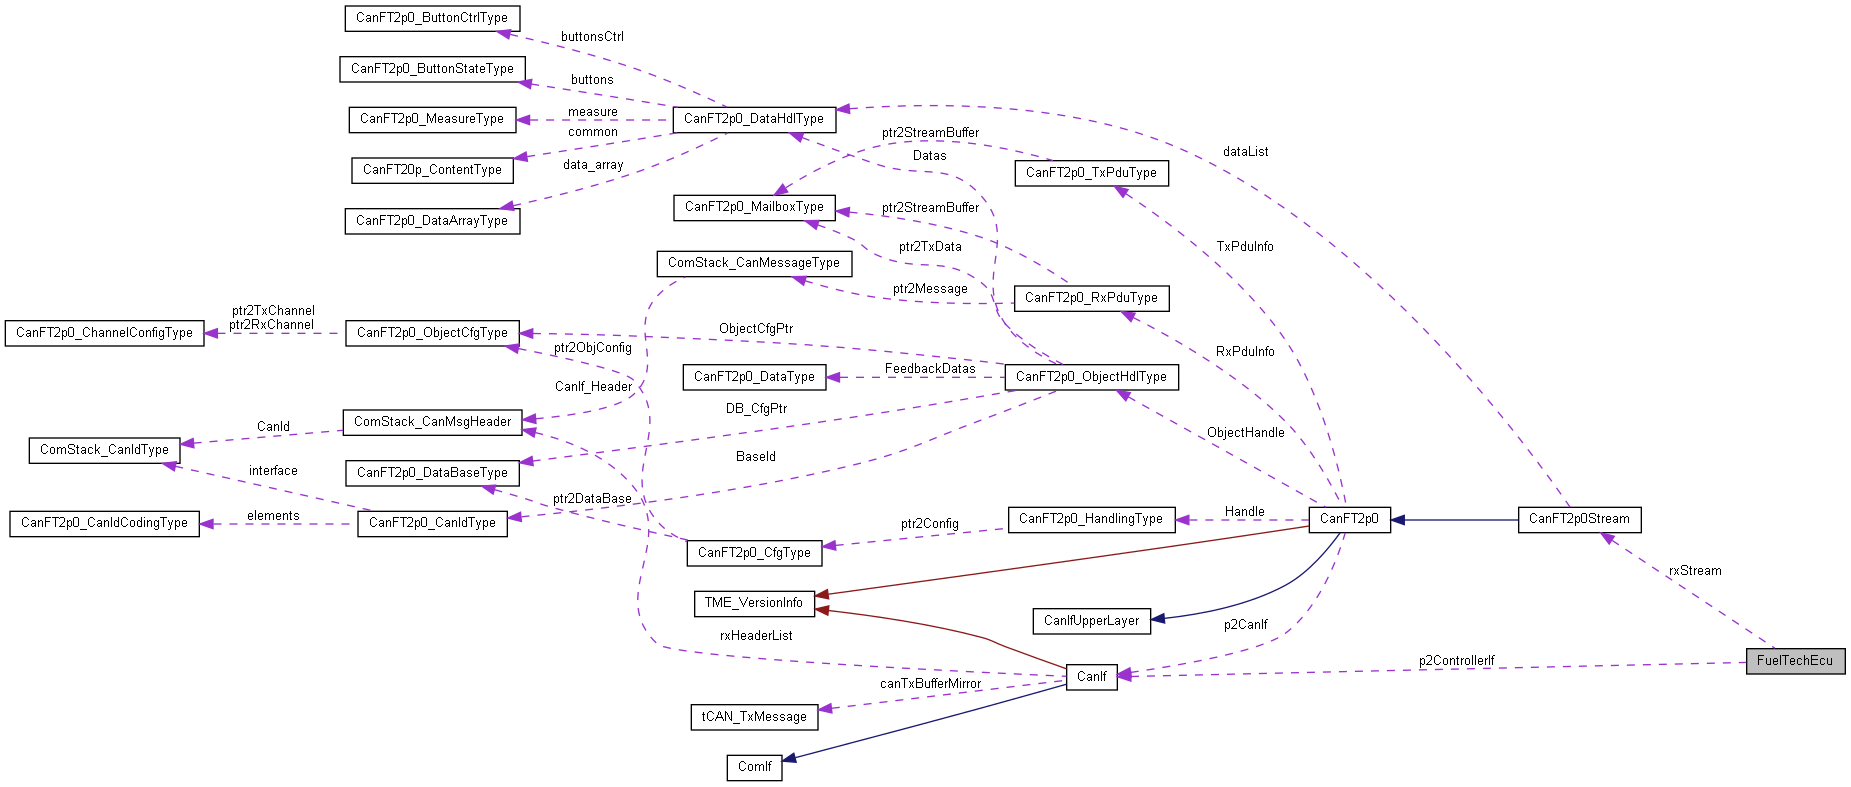 CanFT2p0_ButtonCtrlType
buttonsCtrl
CanFT2p0_ButtonStateType
buttons
CanFT2p0_MeasureType
measure
CanFT2p0_DataHdlType
common
ptr2StreamBuffer
dataList
CanFT20p_ContentType
data_array
Datas
CanFT2p0_TxPduType
CanFT2p0_DataArrayType
CanFT2p0_MailboxType
ptr2StreamBuffer
ptr2TxData
TxPduInfo
ComStack_CanMessageType
ptr2Message
CanFT2p0_RxPduType
ptr2TxChannel
ptr2RxChannel
CanFT2p0_ChannelConfigType
CanFT2p0_ObjectCfgType
ObjectCfgPtr
ptr2ObjConfig
RxPduInfo
FeedbackDatas
CanFT2p0_DataType
CanFT2p0_ObjectHdlType
CanIf_Header
DB_CfgPtr
CanId
ComStack_CanMsgHeader
ObjectHandle
ComStack_CanIdType
BaseId
interface
CanFT2p0_DataBaseType
ptr2DataBase
elements
CanFT2p0_CanIdCodingType
CanFT2p0_CanIdType
ptr2Config
CanFT2p0_HandlingType
Handle
CanFT2p0
CanFT2p0Stream
CanFT2p0_CfgType
rxStream
TME_VersionInfo
CanIfUpperLayer
p2CanIf
rxHeaderList
p2ControllerIf
FuelTechEcu
canTxBufferMirror
CanIf
tCAN_TxMessage
ComIf